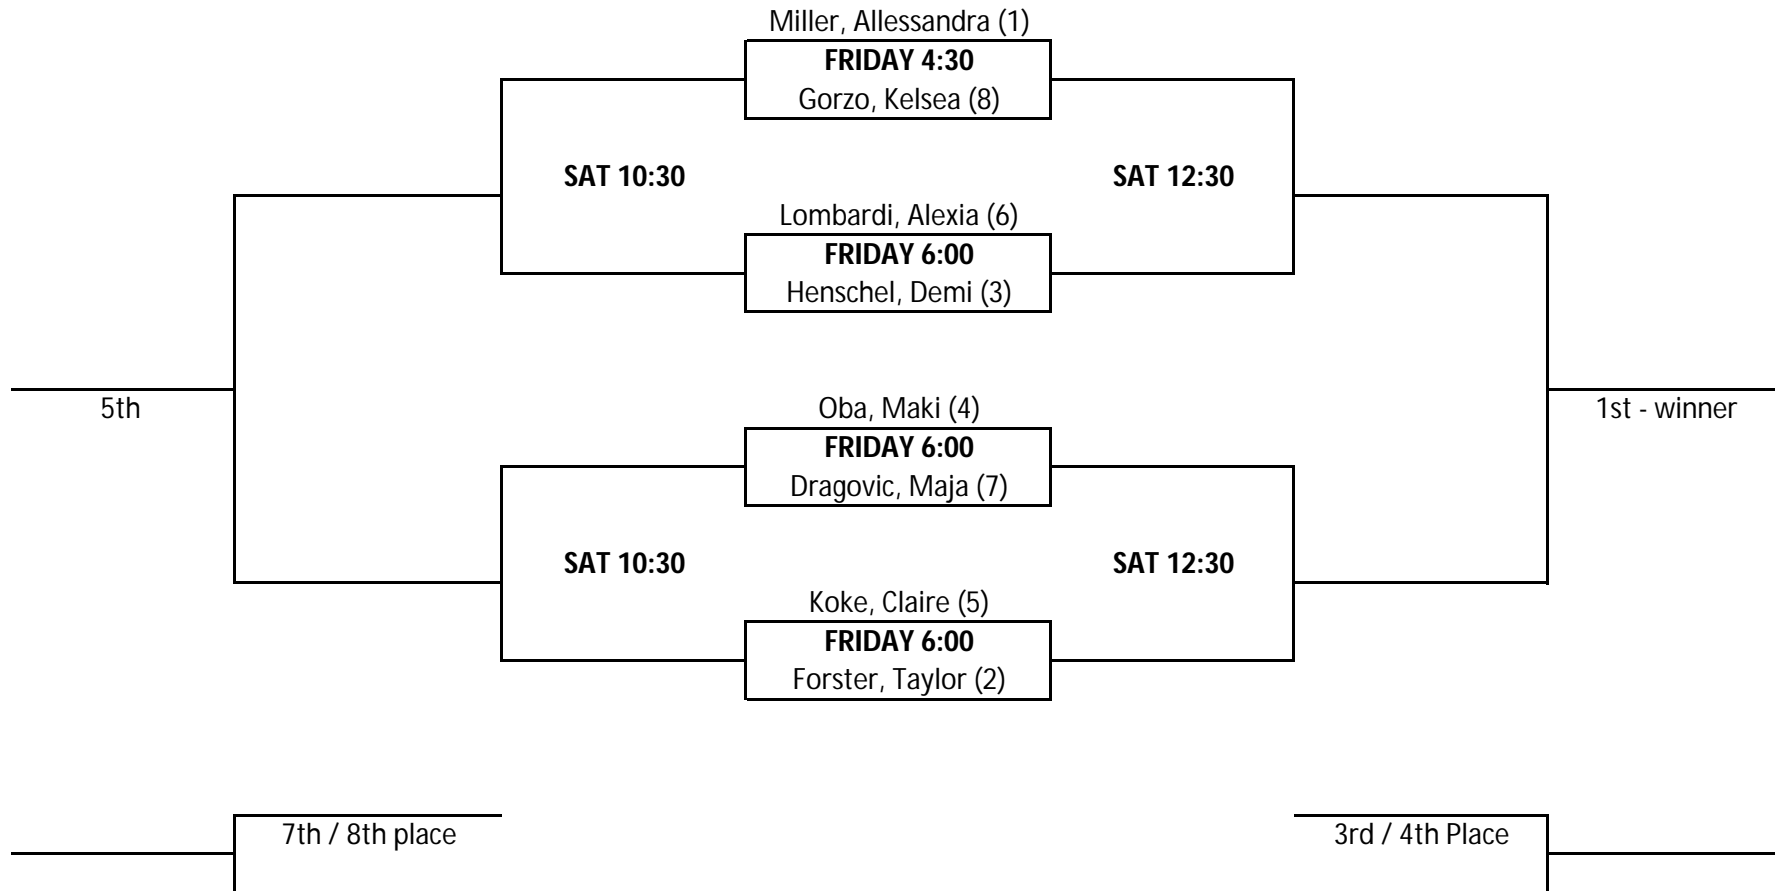 Miller, Allessandra (1)
FRIDAY 4:30
Gorzo, Kelsea (8)
SAT 10:30
SAT 12:30
Lombardi, Alexia (6)
FRIDAY 6:00
Henschel, Demi (3)
5th
Oba, Maki (4)
1st - winner
FRIDAY 6:00
Dragovic, Maja (7)
SAT 10:30
SAT 12:30
Koke, Claire (5)
FRIDAY 6:00
Forster, Taylor (2)
7th / 8th place
3rd / 4th Place